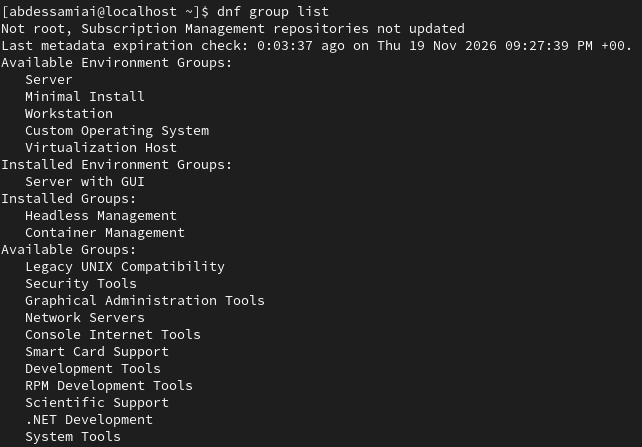 [abdessamiai@localhost ~]$ dnf group list
Not root, Subscription Management repositories not updated
Last metadata expiration check: 0:03:37 ago on Thu 19 Nov 2026 09:27:39 PM +00.
Available Environment Groups:
   Server
   Minimal Install
   Workstation
   Custom Operating System
   Virtualization Host
Installed Environment Groups:
   Server with GUI
Installed Groups:
   Headless Management
   Container Management
Available Groups:
   Legacy UNIX Compatibility
   Security Tools
   Graphical Administration Tools
   Network Servers
   Console Internet Tools
   Smart Card Support
   Development Tools
   RPM Development Tools
   Scientific Support
   .NET Development
   System Tools